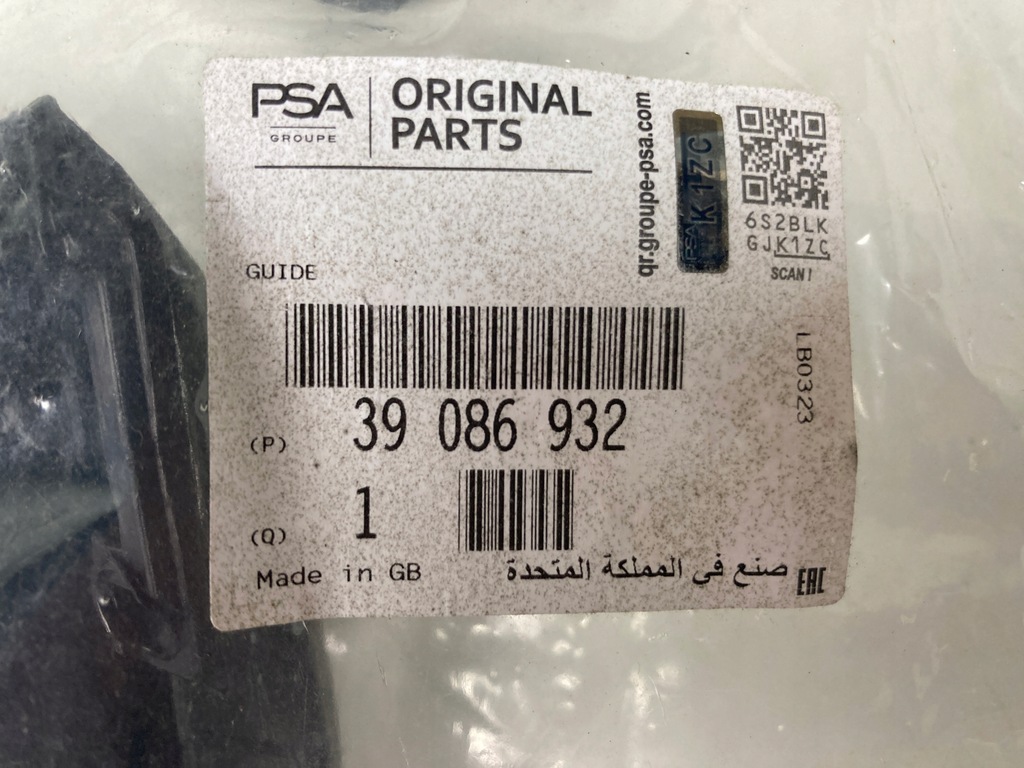 PSA
GROUPE
ORIGINAL
PARTS
qr.groupe-psa.com
PSA K1ZC
6S2BLK
GJK1ZC
SCAN!
GUIDE
LB0323
(P) 39 086 932
(Q) 1
Made in GB
صنع في المملكة المتحدة
EAC